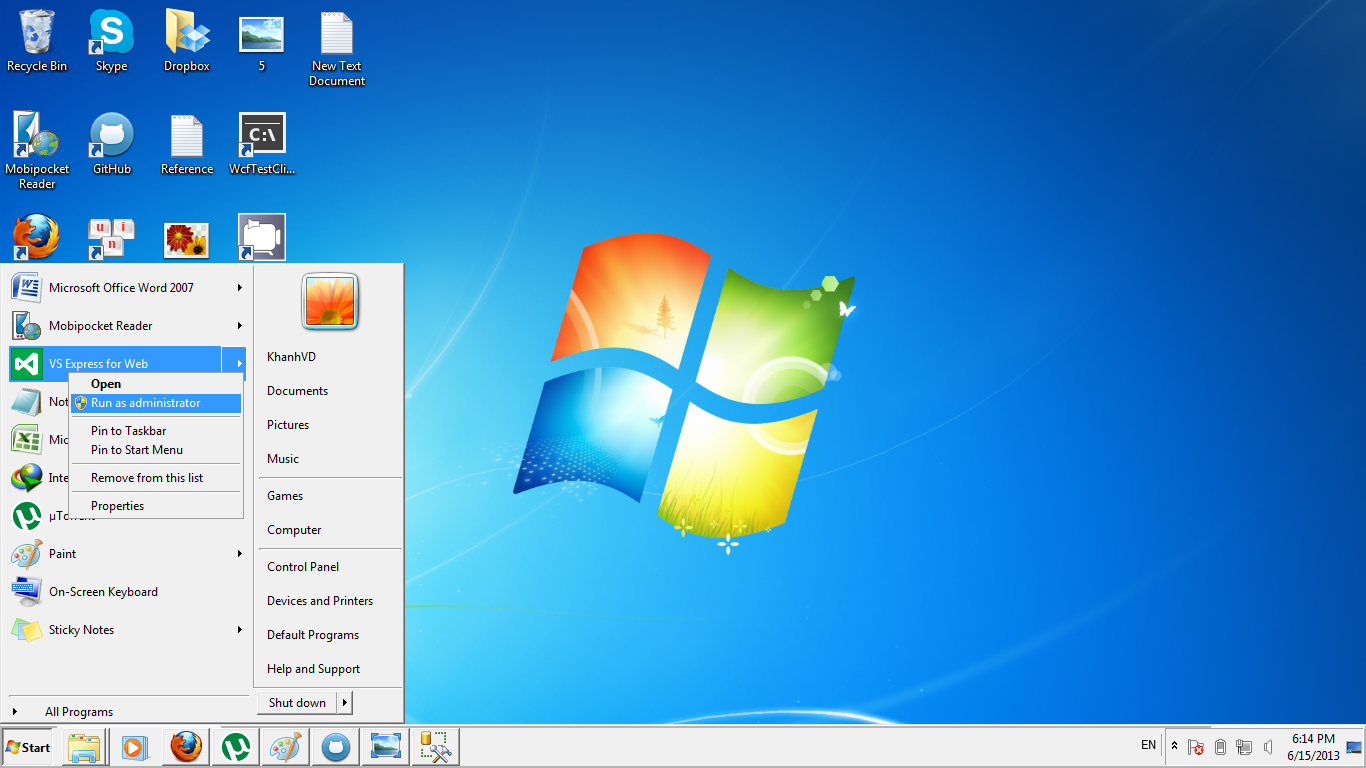 Recycle Bin
Skype
Dropbox
5
New Text
Document
Mobipocket
Reader
GitHub
Reference
C:\
WcfTestCli...
u i
n
Microsoft Office Word 2007
Mobipocket Reader
VS Express for Web
Open
Run as administrator
Pin to Taskbar
Pin to Start Menu
Remove from this list
Properties
Not
Mic
Inte
Paint
On-Screen Keyboard
Sticky Notes
All Programs
KhanhVD
Documents
Pictures
Music
Games
Computer
Control Panel
Devices and Printers
Default Programs
Help and Support
Shut down
Start
EN
6:14 PM
6/15/2013